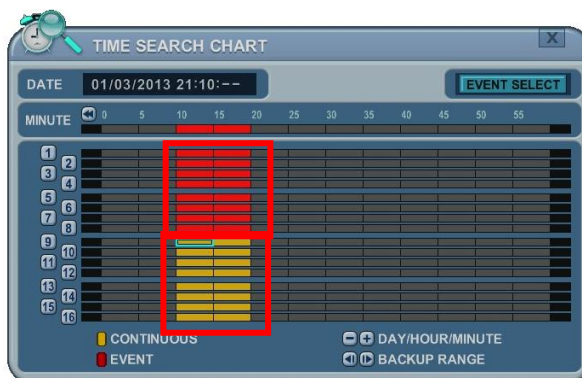 TIME SEARCH CHART
X
DATE 01/03/2013 21:10:--
EVENT SELECT
MINUTE 0 5 10 15 20 25 30 35 40 45 50 55
1
2
3
4
5
6
7
8
9
10
11
12
13
14
15
16
CONTINUOUS - + DAY/HOUR/MINUTE
EVENT BACKUP RANGE